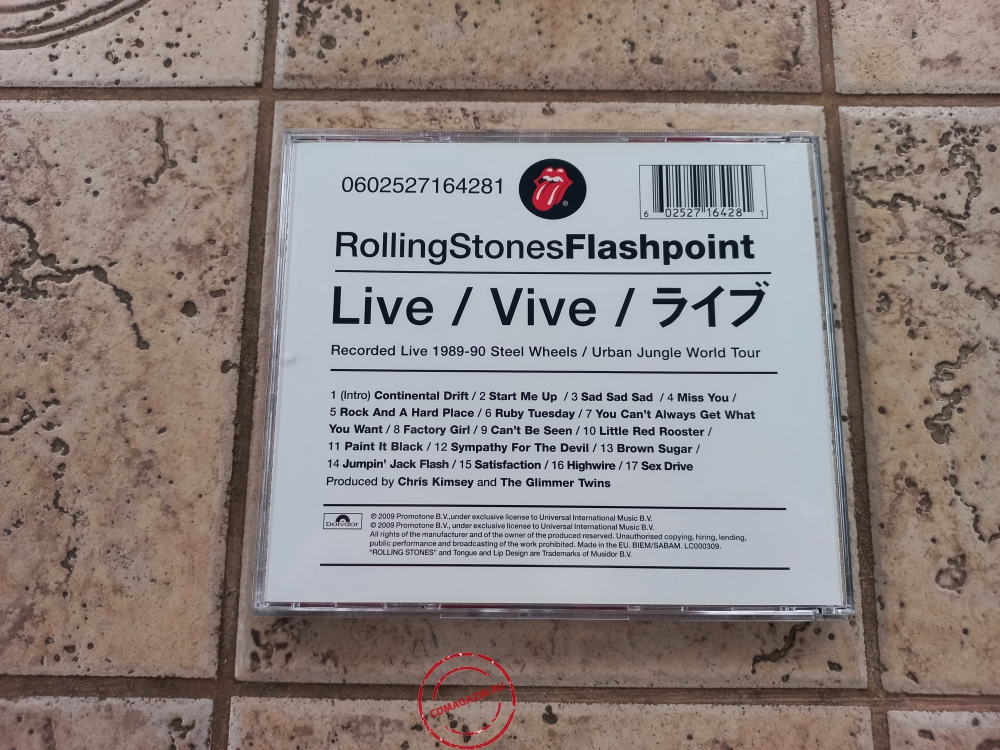 0602527164281
6 02527 16428 1
RollingStonesFlashpoint
Live / Vive / ライブ
Recorded Live 1989-90 Steel Wheels / Urban Jungle World Tour
1 (Intro) Continental Drift / 2 Start Me Up / 3 Sad Sad Sad / 4 Miss You /
5 Rock And A Hard Place / 6 Ruby Tuesday / 7 You Can't Always Get What
You Want / 8 Factory Girl / 9 Can't Be Seen / 10 Little Red Rooster /
11 Paint It Black / 12 Sympathy For The Devil / 13 Brown Sugar /
14 Jumpin' Jack Flash / 15 Satisfaction / 16 Highwire / 17 Sex Drive
Produced by Chris Kimsey and The Glimmer Twins
Polydor
℗ 2009 Promotone B.V.,under exclusive license to Universal International Music B.V.
© 2009 Promotone B.V., under exclusive license to Universal International Music B.V.
All rights of the manufacturer and of the owner of the produced reserved. Unauthorised copying, hiring, lending,
public performance and broadcasting of the work prohibited. Made in the EU. BIEM/SABAM. LC000309.
"ROLLING STONES" and Tongue and Lip Design are Trademarks of Musidor B.V.
CDMAGAZIN.RU